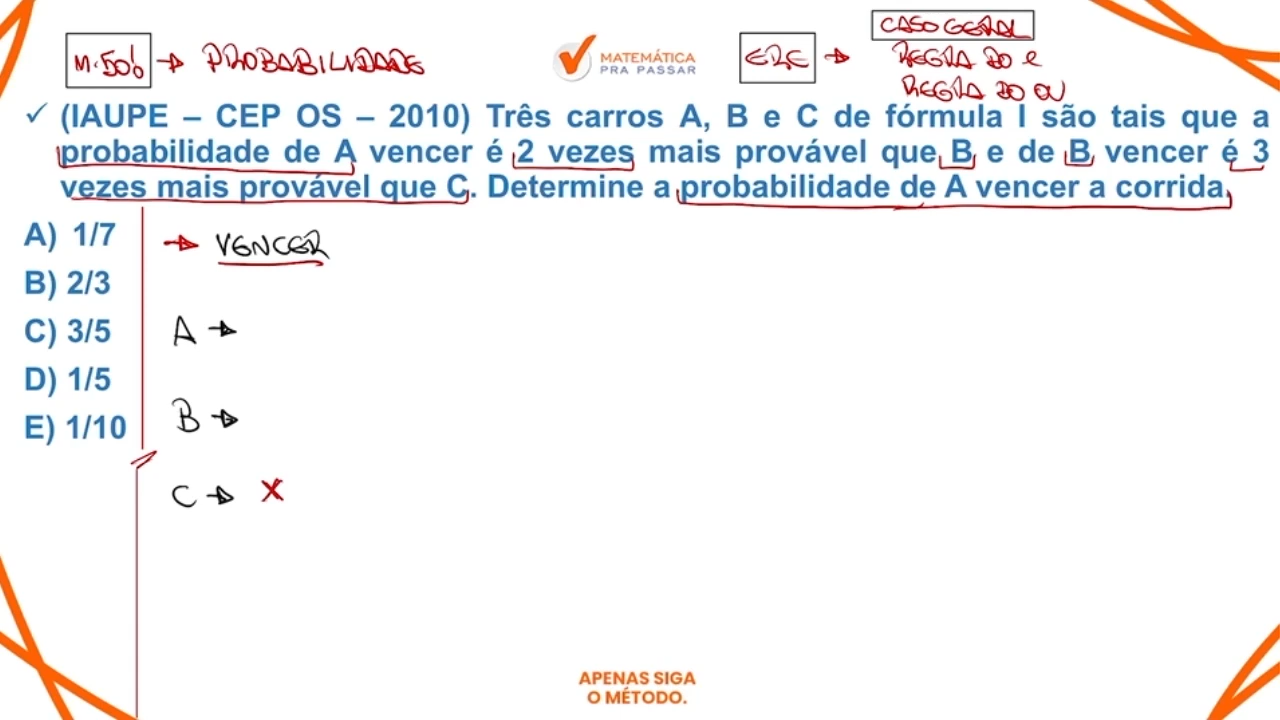 CASO GERAL
M.50% → PROBABILIDADE
MATEMÁTICA
PRA PASSAR
ERE → REGRA DO E
REGRA DO OU
✓ (IAUPE – CEP OS – 2010) Três carros A, B e C de fórmula I são tais que a
probabilidade de A vencer é 2 vezes mais provável que B e de B vencer é 3
vezes mais provável que C. Determine a probabilidade de A vencer a corrida.
A) 1/7
→ VENCER
B) 2/3
C) 3/5
A →
D) 1/5
E) 1/10
B →
C → X
APENAS SIGA
O MÉTODO.